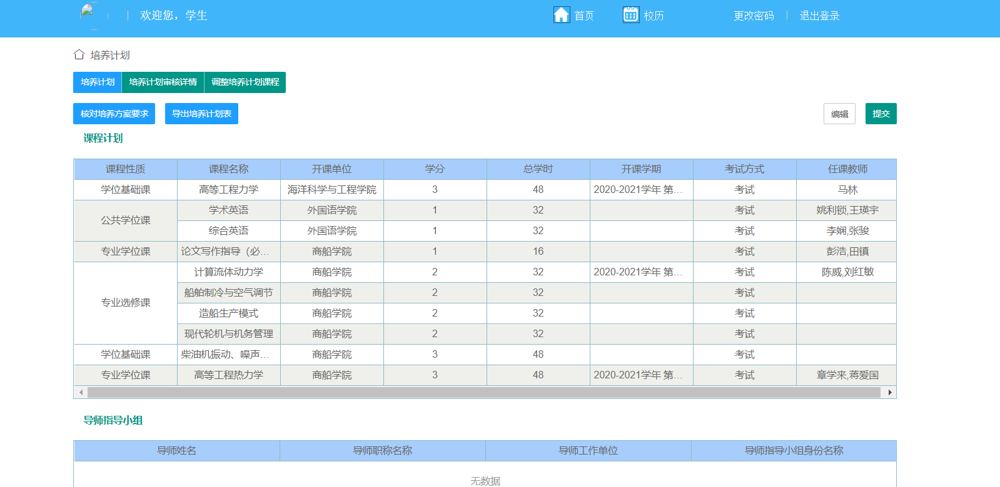 欢迎您，学生 首页 校历 更改密码 退出登录
培养计划
培养计划 培养计划审核详情 调整培养计划课程
核对培养方案要求 导出培养计划表 编辑 提交
课程计划
课程性质 课程名称 开课单位 学分 总学时 开课学期 考试方式 任课教师
学位基础课 高等工程力学 海洋科学与工程学院 3 48 2020-2021学年 第... 考试 马林
公共学位课 学术英语 外国语学院 1 32 考试 姚利锁,王瑛宇
综合英语 外国语学院 1 32 考试 李娴,张骏
专业学位课 论文写作指导（必... 商船学院 1 16 考试 彭浩,田镇
专业选修课 计算流体动力学 商船学院 2 32 2020-2021学年 第... 考试 陈威,刘红敏
船舶制冷与空气调节 商船学院 2 32 考试
造船生产模式 商船学院 2 32 考试
现代轮机与机务管理 商船学院 2 32 考试
学位基础课 柴油机振动、噪声... 商船学院 3 48 考试
专业学位课 高等工程热力学 商船学院 3 48 2020-2021学年 第... 考试 章学来,蒋爱国
导师指导小组
导师姓名 导师职称名称 导师工作单位 导师指导小组身份名称
无数据